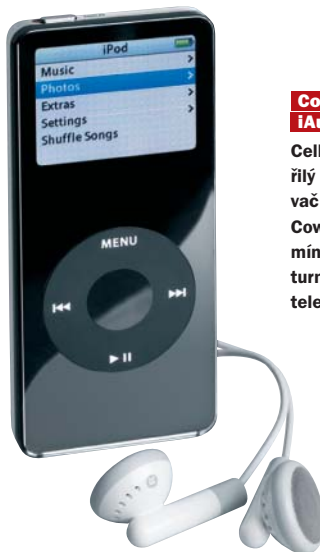 iPod
Music
Photos
Extras
Settings
Shuffle Songs
MENU
Co
iAu
Cell
řilý
vač
Cow
mín
turn
tele